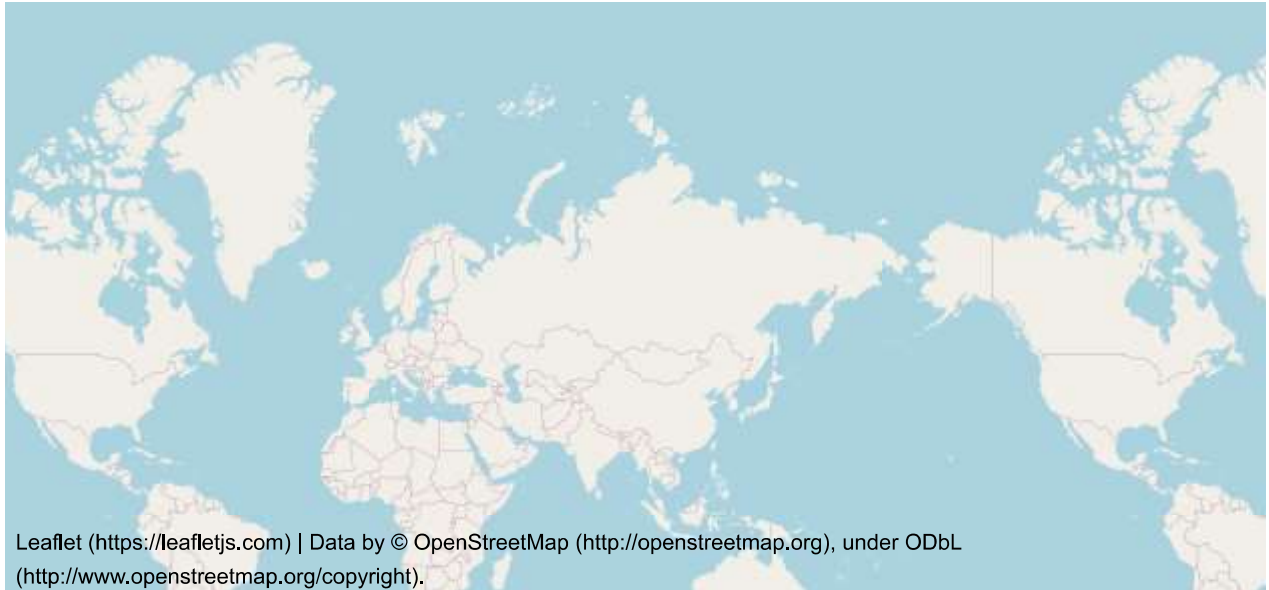 Leaflet (https://leafletjs.com) | Data by © OpenStreetMap (http://openstreetmap.org), under ODbL
(http://www.openstreetmap.org/copyright).